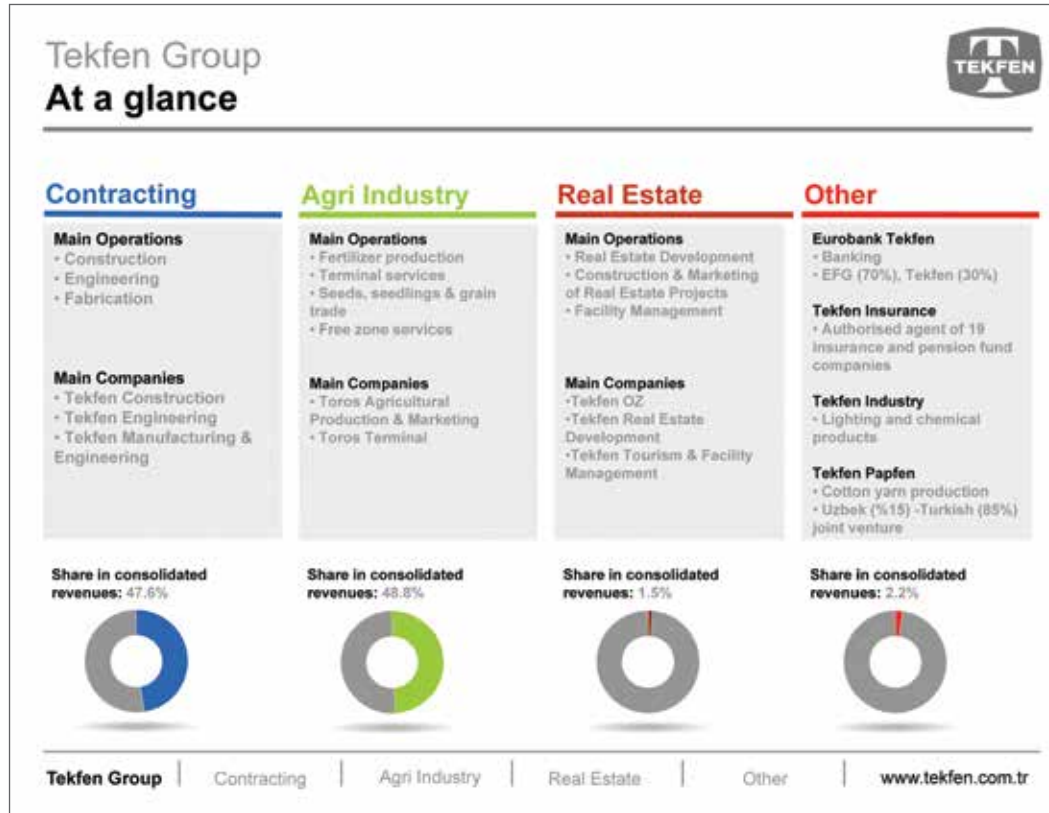 Tekfen Group
At a glance
TEKFEN
Contracting
Main Operations
• Construction
• Engineering
• Fabrication
Main Companies
• Tekfen Construction
• Tekfen Engineering
• Tekfen Manufacturing &
Engineering
Share in consolidated
revenues: 47.6%
Agri Industry
Main Operations
• Fertilizer production
• Terminal services
• Seeds, seedlings & grain
trade
• Free zone services
Main Companies
• Toros Agricultural
Production & Marketing
• Toros Terminal
Share in consolidated
revenues: 48.8%
Real Estate
Main Operations
• Real Estate Development
• Construction & Marketing
of Real Estate Projects
• Facility Management
Main Companies
•Tekfen OZ
•Tekfen Real Estate
Development
•Tekfen Tourism & Facility
Management
Share in consolidated
revenues: 1.5%
Other
Eurobank Tekfen
• Banking
• EFG (70%), Tekfen (30%)
Tekfen Insurance
• Authorised agent of 19
insurance and pension fund
companies
Tekfen Industry
• Lighting and chemical
products
Tekfen Papfen
• Cotton yarn production
• Uzbek (%15) -Turkish (85%)
joint venture
Share in consolidated
revenues: 2.2%
Tekfen Group | Contracting | Agri Industry | Real Estate | Other | www.tekfen.com.tr